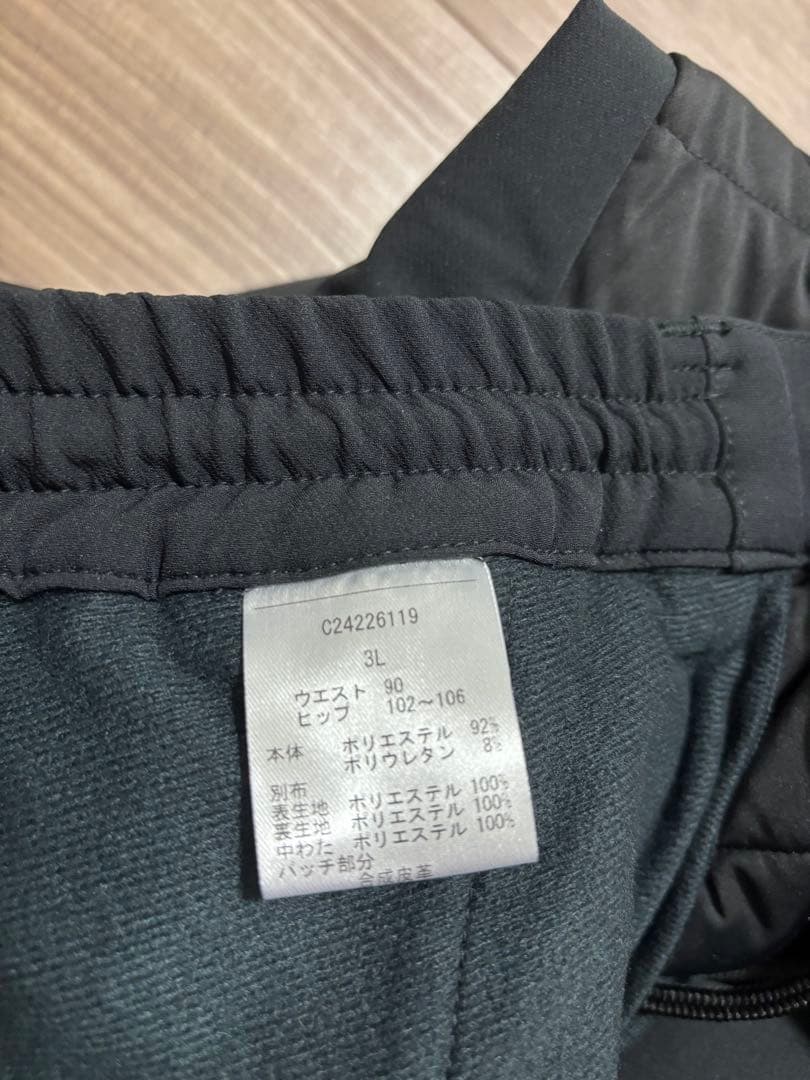 C24226119
3L
ウエスト 90
ヒップ 102～106
本体 ポリエステル 92%
ポリウレタン 8%
別布
表生地 ポリエステル 100%
裏生地 ポリエステル 100%
中わた ポリエステル 100%
パッチ部分
合成皮革